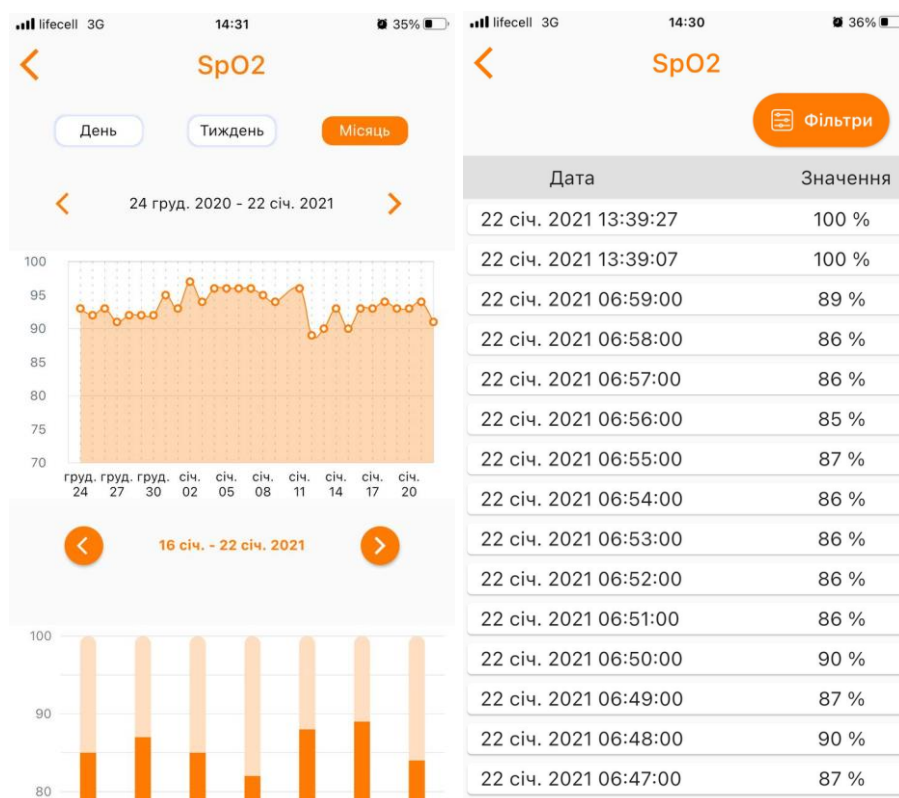 lifecell 3G 14:31 35%
SpO2
День Тиждень Місяць
24 груд. 2020 - 22 січ. 2021
100
95
90
85
80
75
70
груд. груд. груд. січ. січ. січ. січ. січ. січ. січ.
24 27 30 02 05 08 11 14 17 20
16 січ. - 22 січ. 2021
100
90
80
lifecell 3G 14:30 36%
SpO2
Фільтри
Дата Значення
22 січ. 2021 13:39:27 100 %
22 січ. 2021 13:39:07 100 %
22 січ. 2021 06:59:00 89 %
22 січ. 2021 06:58:00 86 %
22 січ. 2021 06:57:00 86 %
22 січ. 2021 06:56:00 85 %
22 січ. 2021 06:55:00 87 %
22 січ. 2021 06:54:00 86 %
22 січ. 2021 06:53:00 86 %
22 січ. 2021 06:52:00 86 %
22 січ. 2021 06:51:00 86 %
22 січ. 2021 06:50:00 90 %
22 січ. 2021 06:49:00 87 %
22 січ. 2021 06:48:00 90 %
22 січ. 2021 06:47:00 87 %